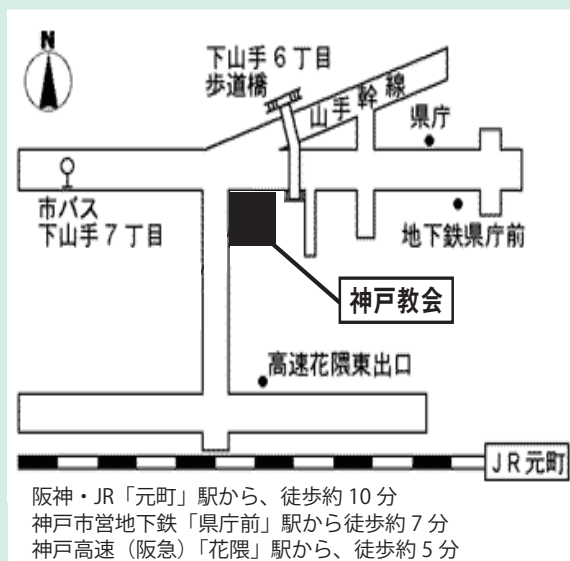 N
下山手６丁目
歩道橋
山手幹線
県庁
市バス
下山手７丁目
地下鉄県庁前
神戸教会
高速花隈東出口
ＪＲ元町
阪神・JR「元町」駅から、徒歩約 10 分
神戸市営地下鉄「県庁前」駅から徒歩約 7 分
神戸高速（阪急）「花隈」駅から、徒歩約 5 分